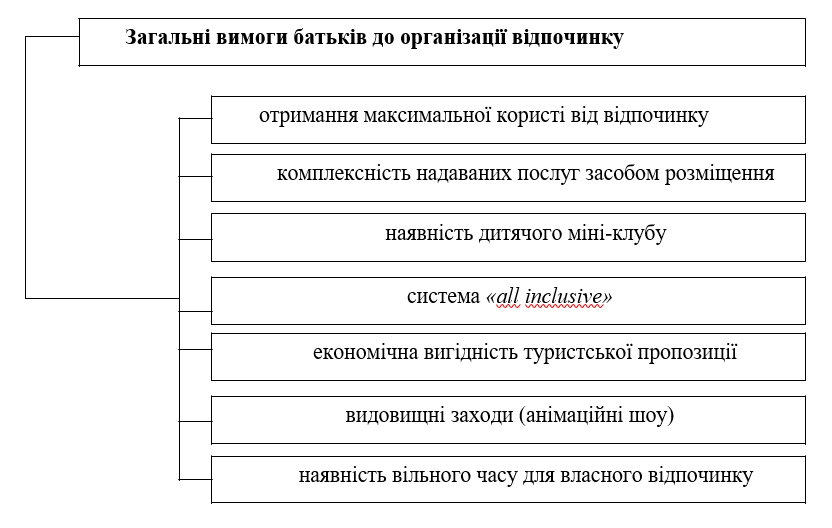 Загальні вимоги батьків до організації відпочинку
отримання максимальної користі від відпочинку
комплексність надаваних послуг засобом розміщення
наявність дитячого міні-клубу
система «all inclusive»
економічна вигідність туристської пропозиції
видовищні заходи (анімаційні шоу)
наявність вільного часу для власного відпочинку